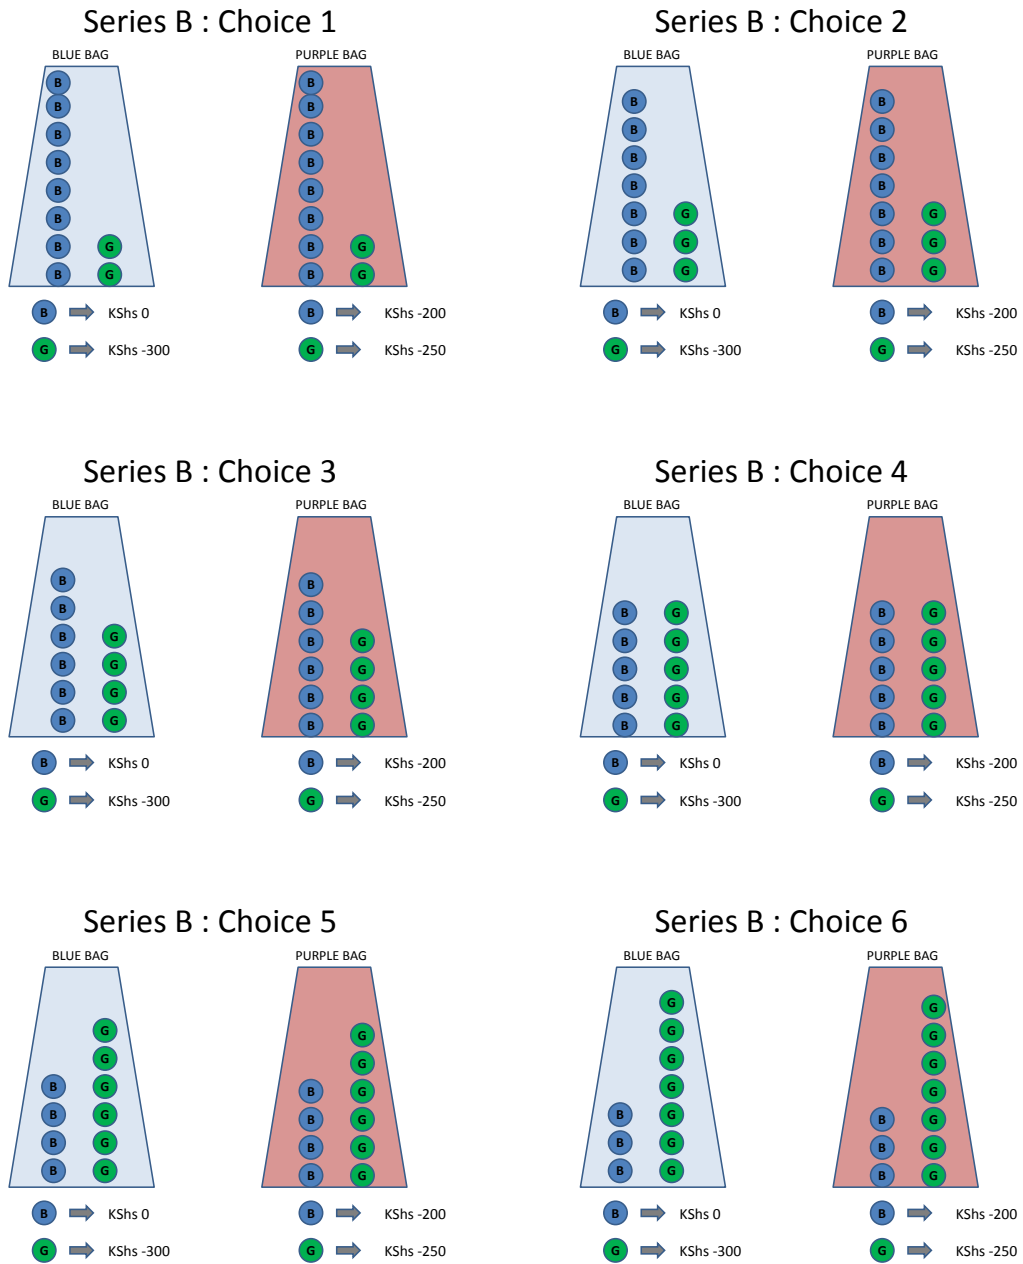 Series B : Choice 1
BLUE BAG
B
B
B
B
B
B
B G
B G
B KShs 0
G KShs -300
PURPLE BAG
B
B
B
B
B
B
B G
B G
B KShs -200
G KShs -250
Series B : Choice 2
BLUE BAG
B
B
B
B
B G
B G
B G
B KShs 0
G KShs -300
PURPLE BAG
B
B
B
B
B G
B G
B G
B KShs -200
G KShs -250
Series B : Choice 3
BLUE BAG
B
B
B G
B G
B G
B G
B KShs 0
G KShs -300
PURPLE BAG
B
B
B G
B G
B G
B G
B KShs -200
G KShs -250
Series B : Choice 4
BLUE BAG
B G
B G
B G
B G
B G
B KShs 0
G KShs -300
PURPLE BAG
B G
B G
B G
B G
B G
B KShs -200
G KShs -250
Series B : Choice 5
BLUE BAG
G
G
B G
B G
B G
B G
B KShs 0
G KShs -300
PURPLE BAG
G
G
B G
B G
B G
B G
B KShs -200
G KShs -250
Series B : Choice 6
BLUE BAG
G
G
G
G
B G
B G
B G
B KShs 0
G KShs -300
PURPLE BAG
G
G
G
G
B G
B G
B G
B KShs -200
G KShs -250